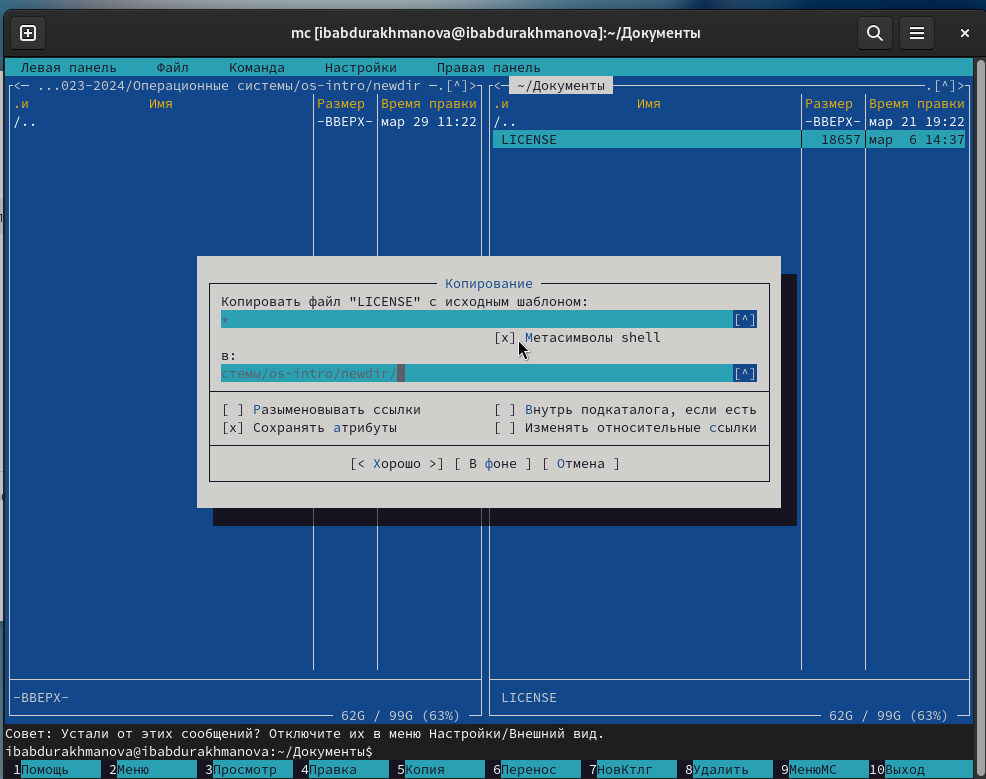 mc [ibabdurakhmanova@ibabdurakhmanova]:~/Документы
Левая панель Файл Команда Настройки Правая панель
<─ ...023-2024/Операционные системы/os-intro/newdir ─.[^]> <─ ~/Документы .[^]>
.и Имя Размер Время правки .и Имя Размер Время правки
/.. -ВВЕРХ- мар 29 11:22 /.. -ВВЕРХ- мар 21 19:22
LICENSE 18657 мар 6 14:37
Копирование
Копировать файл "LICENSE" с исходным шаблоном:
* [^]
[x] Метасимволы shell
в:
стемы/os-intro/newdir/ [^]
[ ] Разыменовывать ссылки [ ] Внутрь подкаталога, если есть
[x] Сохранять атрибуты [ ] Изменять относительные ссылки
[< Хорошо >] [ В фоне ] [ Отмена ]
-ВВЕРХ- LICENSE
62G / 99G (63%) 62G / 99G (63%)
Совет: Устали от этих сообщений? Отключите их в меню Настройки/Внешний вид.
ibabdurakhmanova@ibabdurakhmanova:~/Документы$
1Помощь 2Меню 3Просмотр 4Правка 5Копия 6Перенос 7НовКтлг 8Удалить 9МенюMC 10Выход